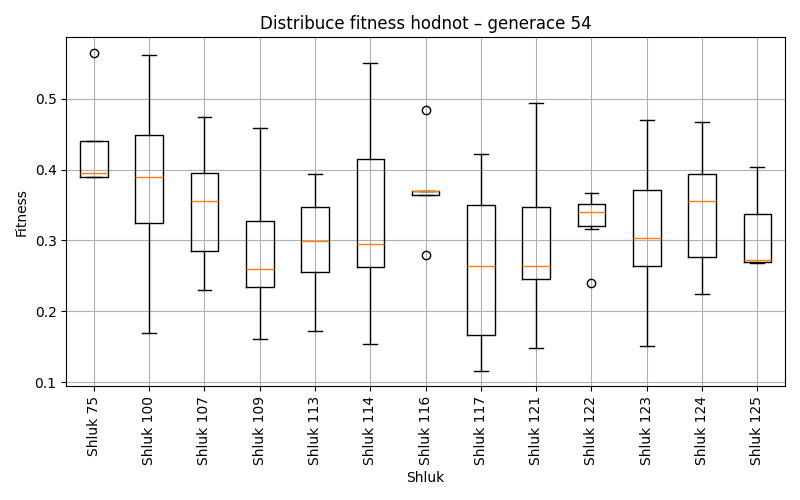 Distribuce fitness hodnot – generace 54
Fitness
0.5
0.4
0.3
0.2
0.1
Shluk 75
Shluk 100
Shluk 107
Shluk 109
Shluk 113
Shluk 114
Shluk 116
Shluk 117
Shluk 121
Shluk 122
Shluk 123
Shluk 124
Shluk 125
Shluk